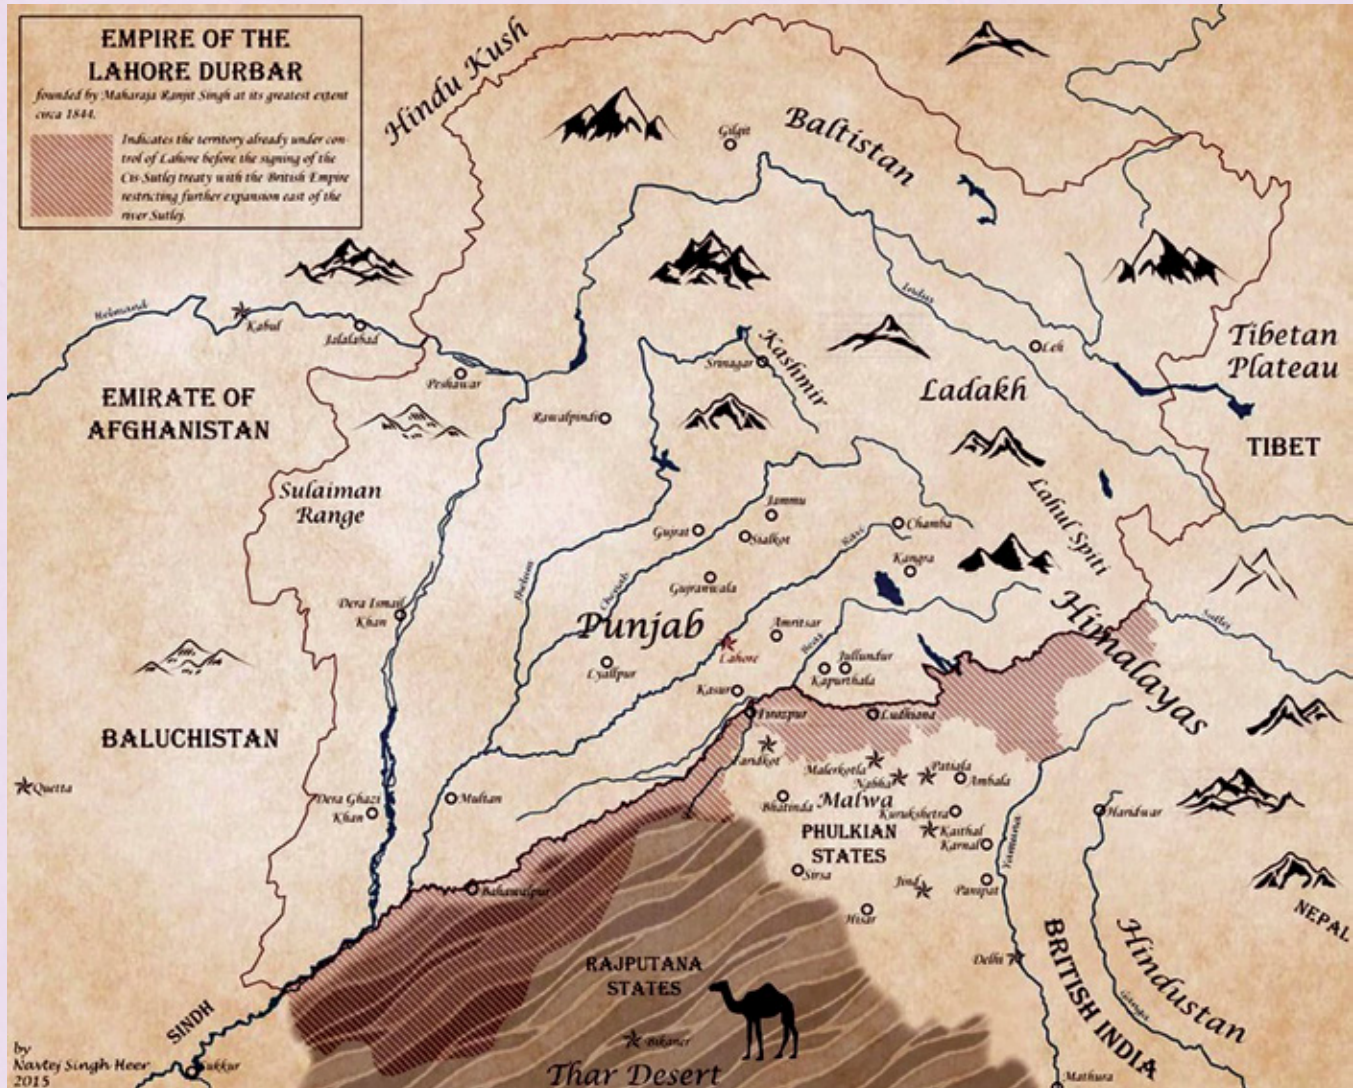 EMPIRE OF THE
LAHORE DURBAR
founded by Maharaja Ranjit Singh at its greatest extent
circa 1844.
Indicates the territory already under con-
trol of Lahore before the signing of the
Cis-Sutlej treaty with the British Empire
restricting further expansion east of the
river Sutlej.
Hindu Kush
Gilgit
Baltistan
Helmand
Kabul
Jalalabad
Peshawar
Indus
Srinagar
Kashmir
Leh
Tibetan
Plateau
EMIRATE OF
AFGHANISTAN
Rawalpindi
Ladakh
TIBET
Sulaiman
Range
Lahul Spiti
Jammu
Gujrat
Sialkot
Ravi
Chamba
Kangra
Gujranwala
Jhelum
Chenab
Dera Ismail
Khan
Punjab
Amritsar
Himalayas
Sutlej
Lahore
Beas
Jullundur
Kapurthala
Lyallpur
Kasur
Firozpur
Ludhiana
BALUCHISTAN
Faridkot
Malerkotla
Nabha
Patiala
Ambala
Quetta
Dera Ghazi
Khan
Multan
Bhatinda
Malwa
Kurukshetra
Haridwar
PHULKIAN
STATES
Kaithal
Karnal
Yamuna
Sirsa
Jind
Panipat
Bahawalpur
Hisar
NEPAL
Delhi
BRITISH INDIA
Hindustan
Ganga
RAJPUTANA
STATES
SINDH
Bikaner
Sukkur
Thar Desert
Mathura
by
Navtej Singh Heer
2015